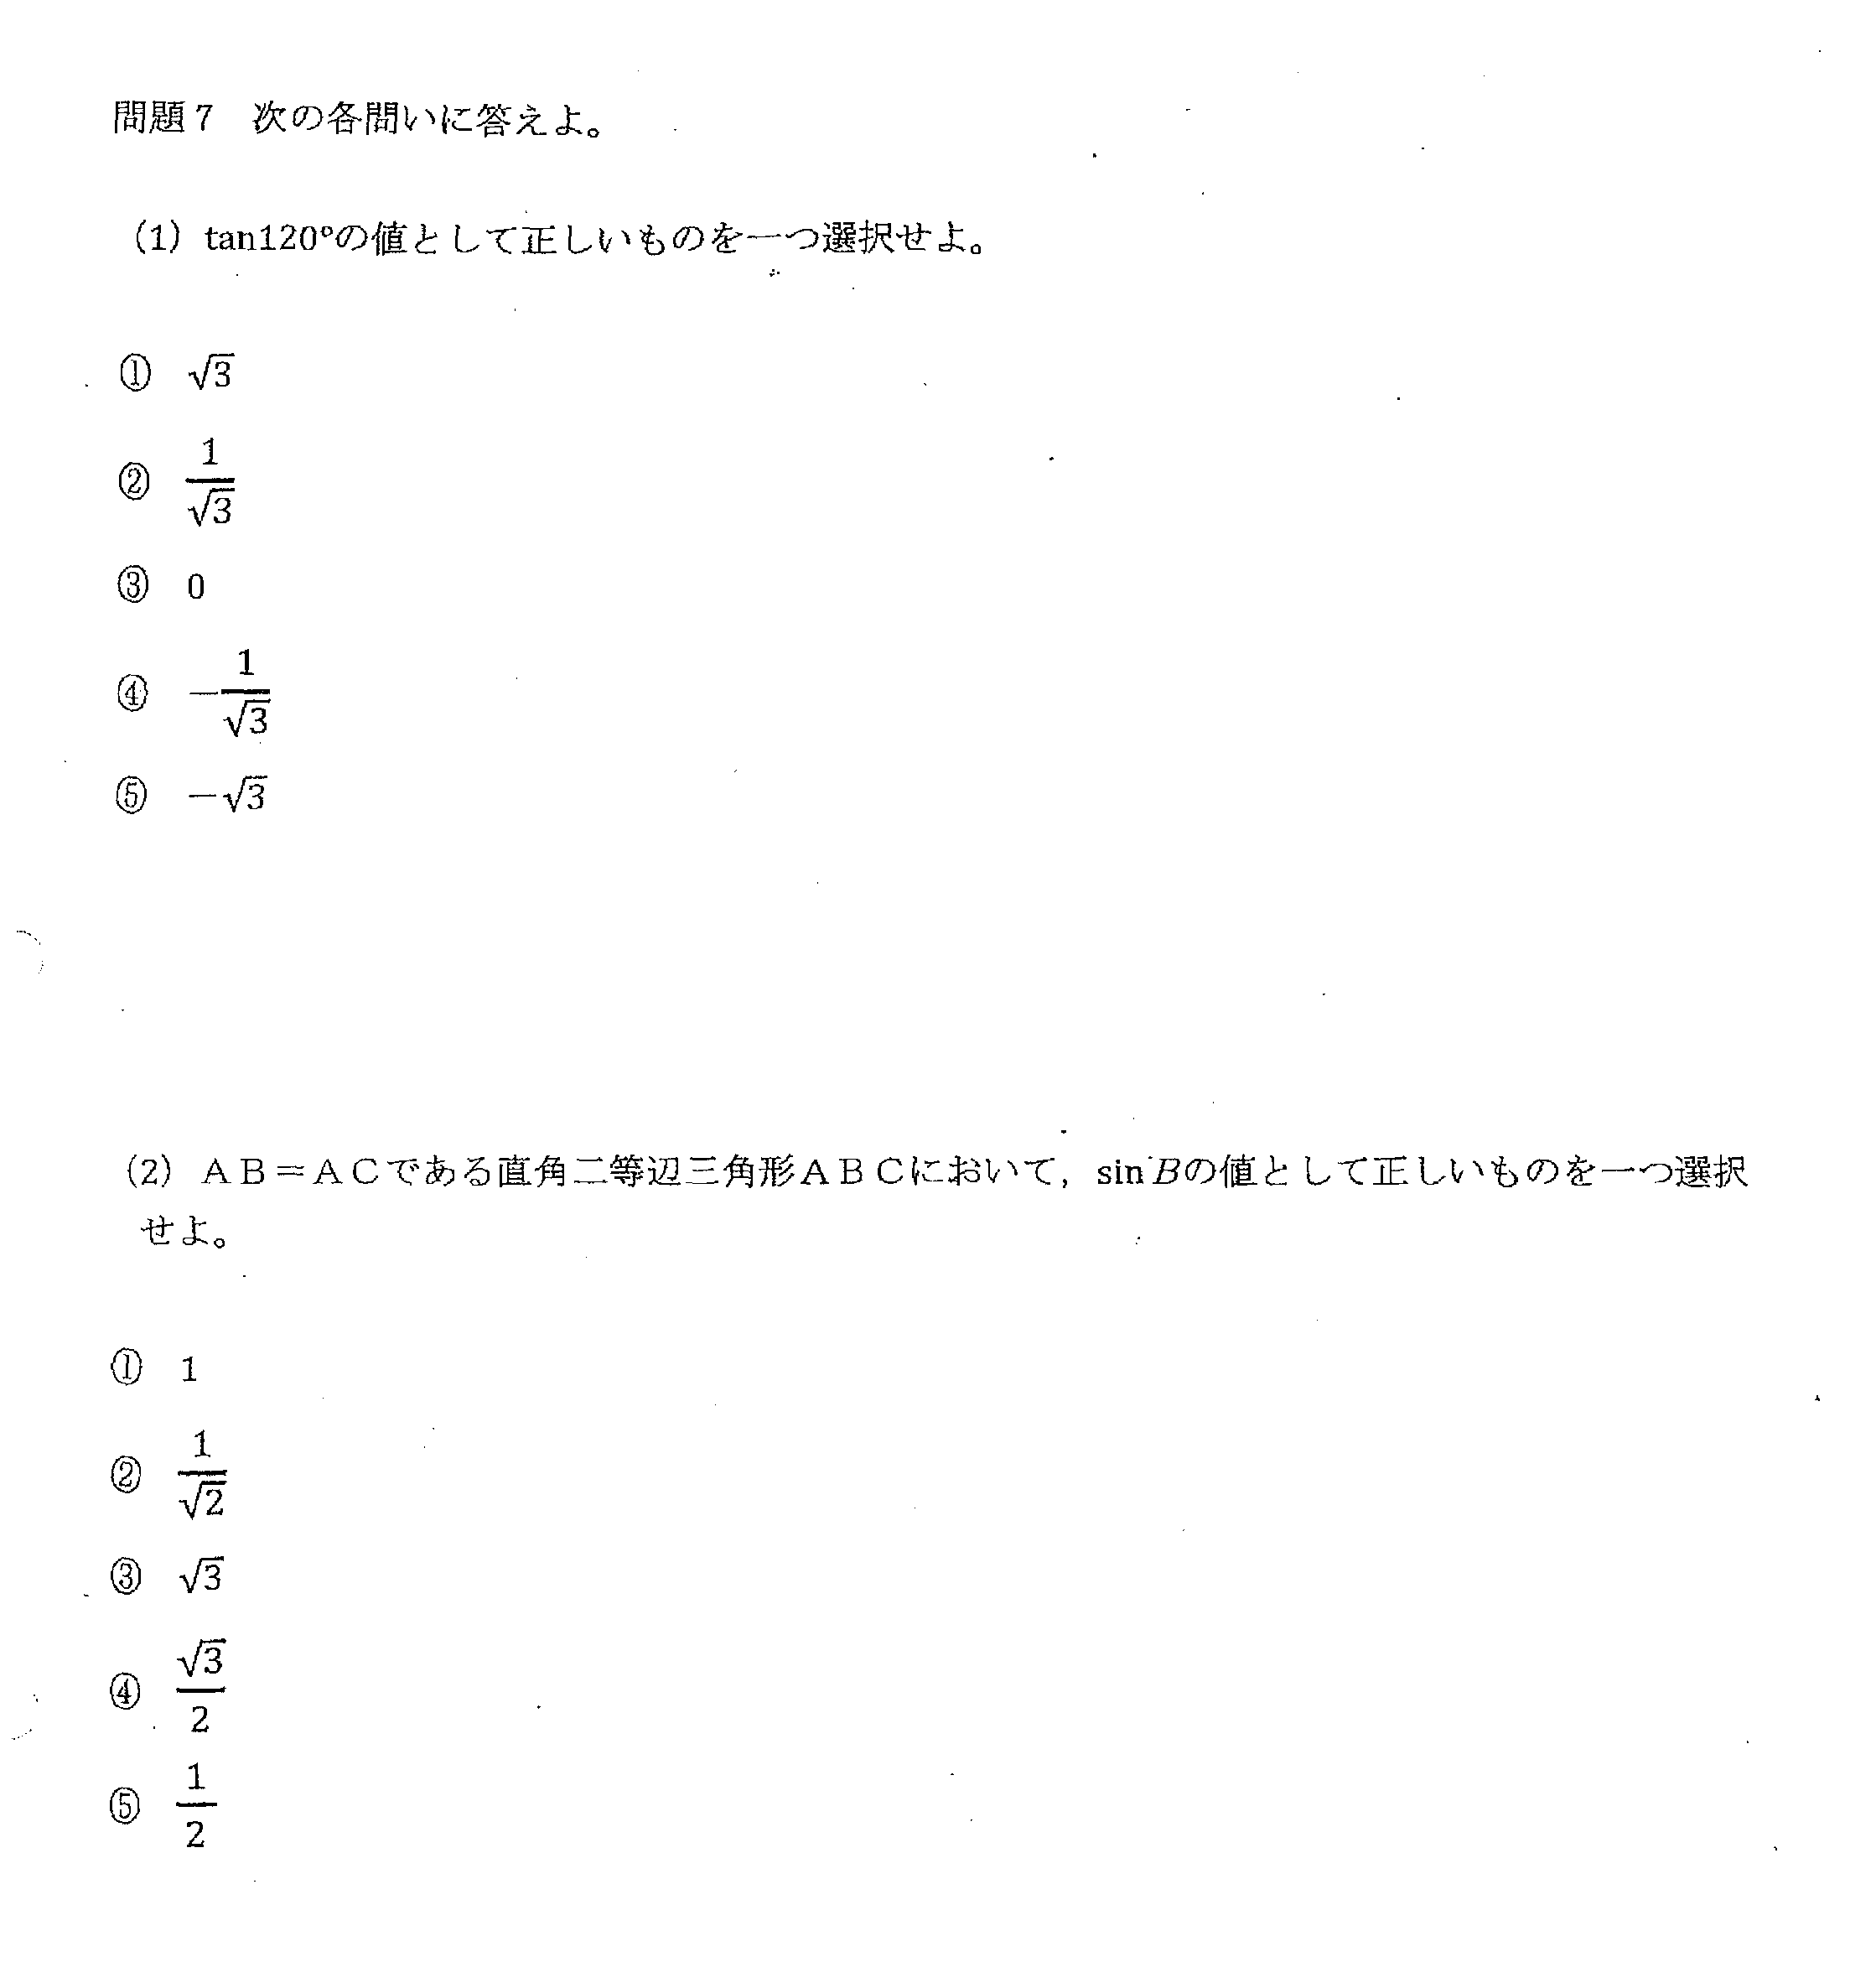 問題７　次の各問いに答えよ。
(1) tan120°の値として正しいものを一つ選択せよ。
① √3
② 1/√3
③ 0
④ −1/√3
⑤ −√3
(2) ＡＢ＝ＡＣである直角二等辺三角形ＡＢＣにおいて，sin Bの値として正しいものを一つ選択
せよ。
① 1
② 1/√2
③ √3
④ √3/2
⑤ 1/2